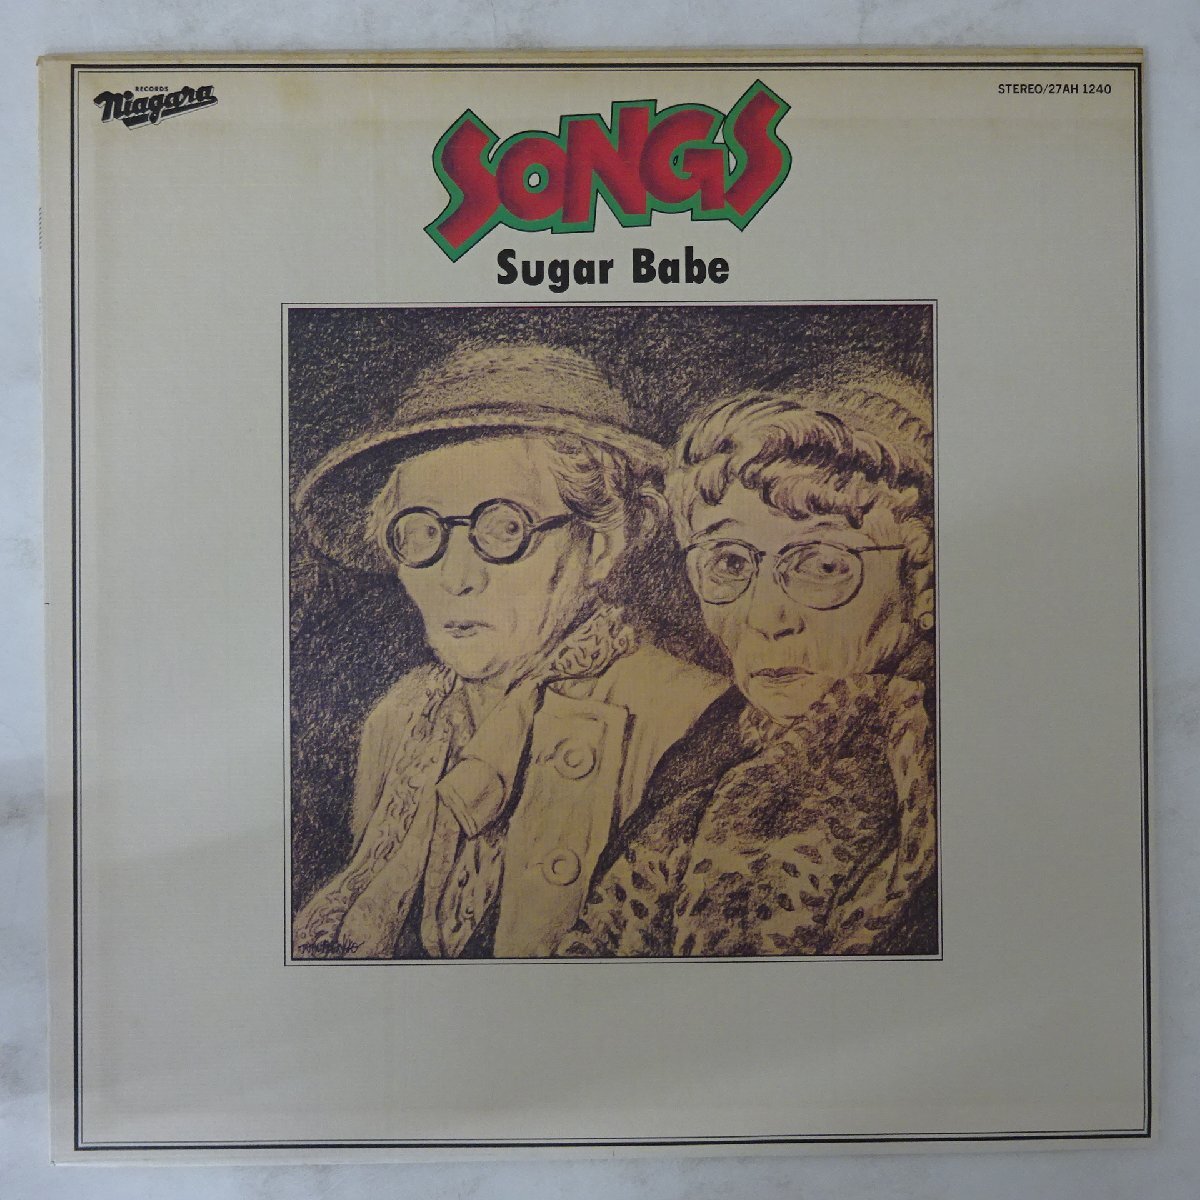 RECORDS
Niagara
STEREO/27AH 1240
SONGS
Sugar Babe